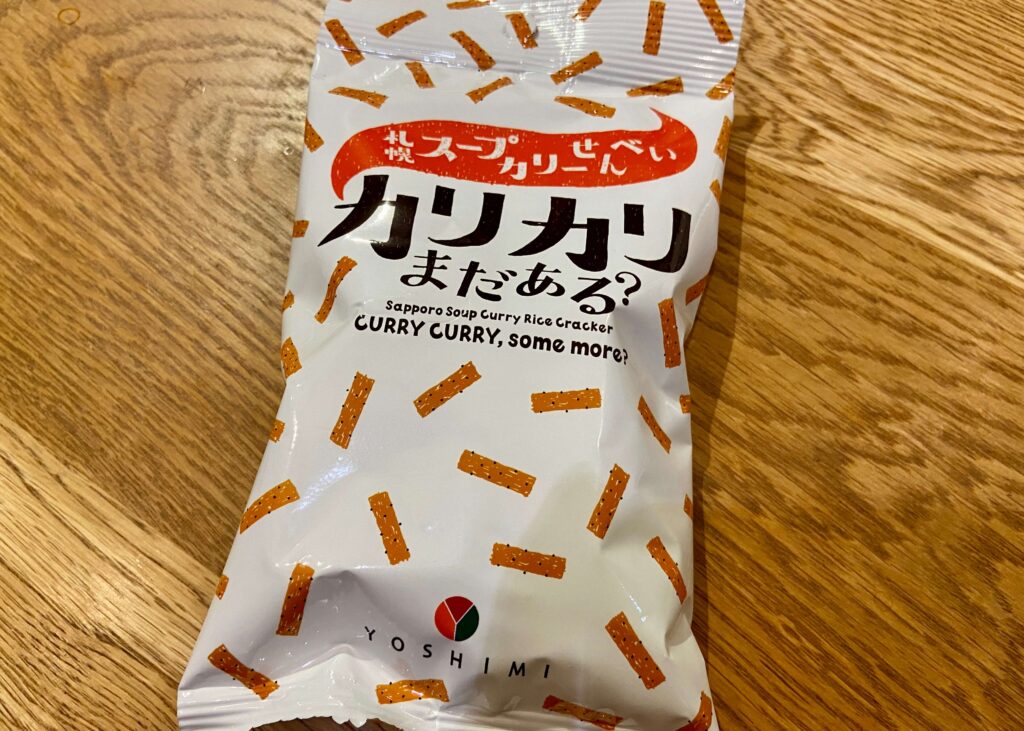 札幌スープカリーせんべい
カリカリ
まだある?
Sapporo Soup Curry Rice Cracker
CURRY CURRY, some more?
YOSHIMI